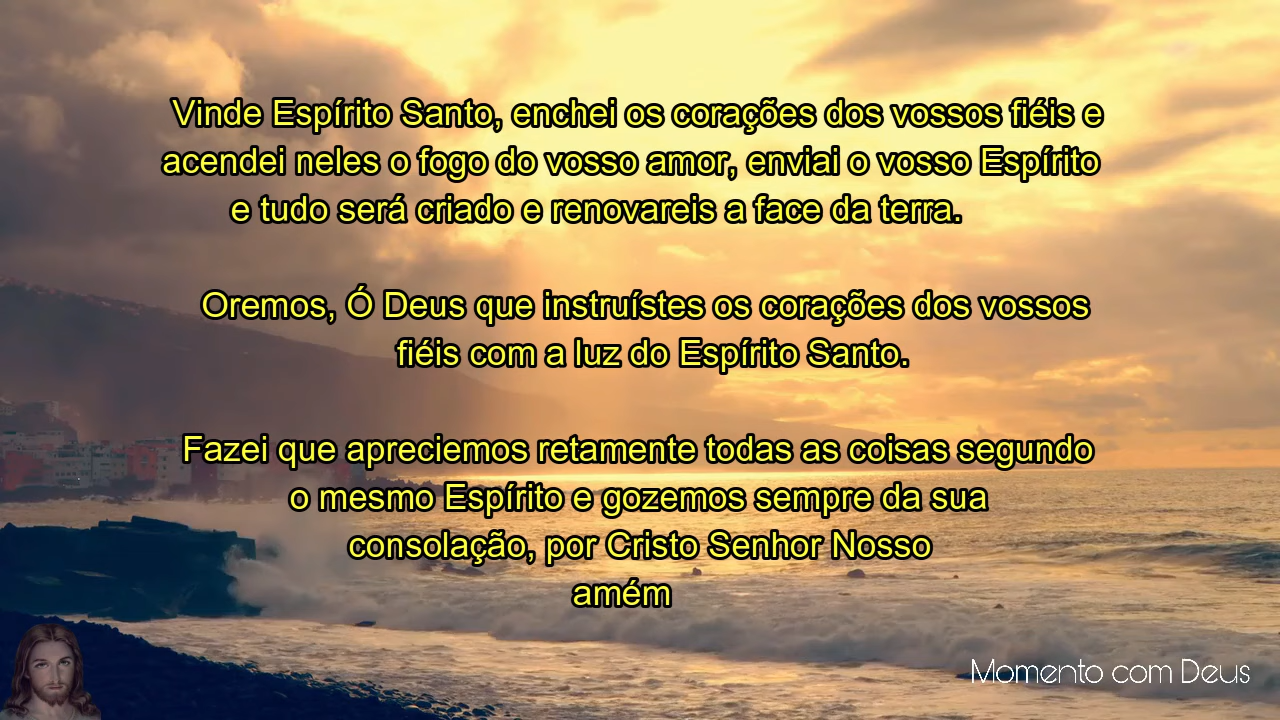 Vinde Espírito Santo, enchei os corações dos vossos fiéis e
acendei neles o fogo do vosso amor, enviai o vosso Espírito
e tudo será criado e renovareis a face da terra.
Oremos, Ó Deus que instruístes os corações dos vossos
fiéis com a luz do Espírito Santo.
Fazei que apreciemos retamente todas as coisas segundo
o mesmo Espírito e gozemos sempre da sua
consolação, por Cristo Senhor Nosso
amém
Momento com Deus